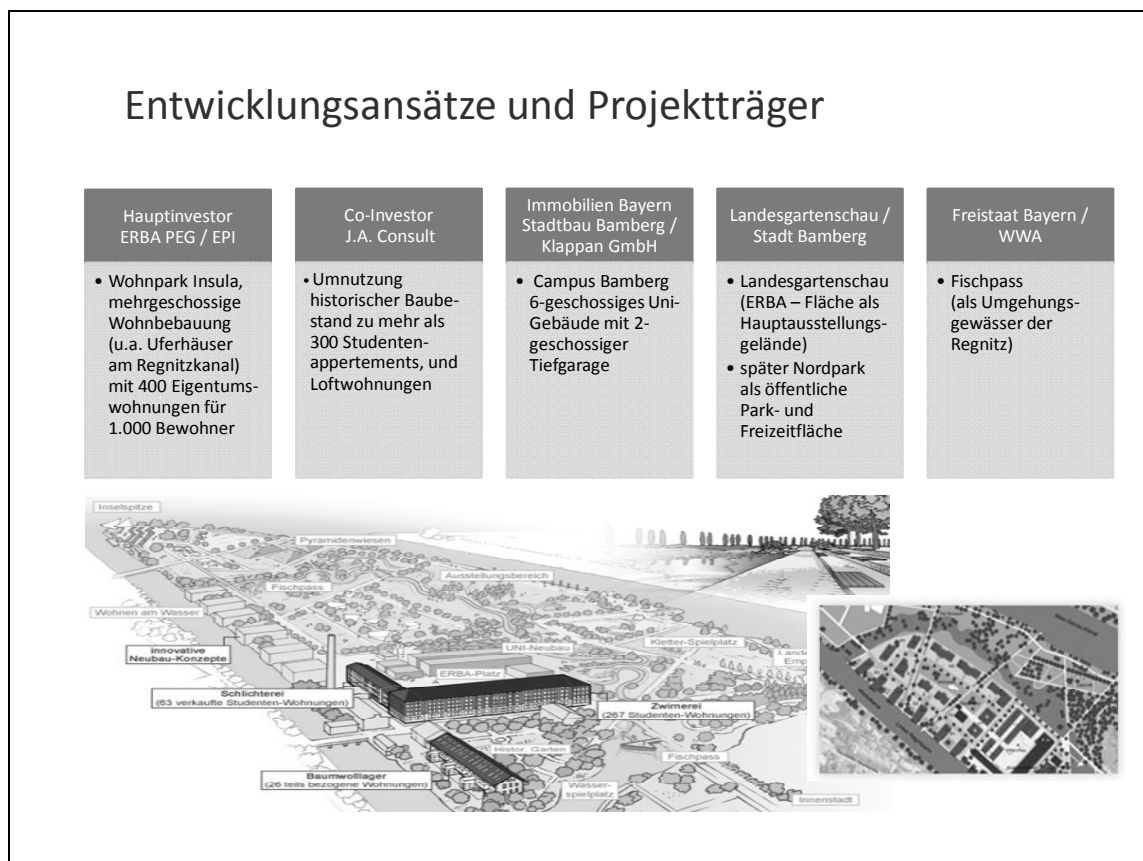 Entwicklungsansätze und Projektträger
Hauptinvestor
ERBA PEG / EPI
• Wohnpark Insula,
mehrgeschossige
Wohnbebauung
(u.a. Uferhäuser
am Regnitzkanal)
mit 400 Eigentums-
wohnungen für
1.000 Bewohner
Co-Investor
J.A. Consult
• Umnutzung
historischer Baube-
stand zu mehr als
300 Studenten-
appertements, und
Loftwohnungen
Immobilien Bayern
Stadtbau Bamberg /
Klappan GmbH
• Campus Bamberg
6-geschossiges Uni-
Gebäude mit 2-
geschossiger
Tiefgarage
Landesgartenschau /
Stadt Bamberg
• Landesgartenschau
(ERBA – Fläche als
Hauptausstellungs-
gelände)
• später Nordpark
als öffentliche
Park- und
Freizeitfläche
Freistaat Bayern /
WWA
• Fischpass
(als Umgehungs-
gewässer der
Regnitz)
Inselspitze
Pyramidenwiesen
Ausstellungsbereich
Fischpass
Wohnen am Wasser
Kletter-Spielplatz
innovative
Neubau-Konzepte
UNI-Neubau
ERBA-Platz
Schlichterei
(63 verkaufte Studenten-Wohnungen)
Zwirnerei
(267 Studenten-Wohnungen)
Histor. Garten
Fischpass
Baumwolllager
(26 teils bezogene Wohnungen)
Wasser-
spielplatz
Innenstadt